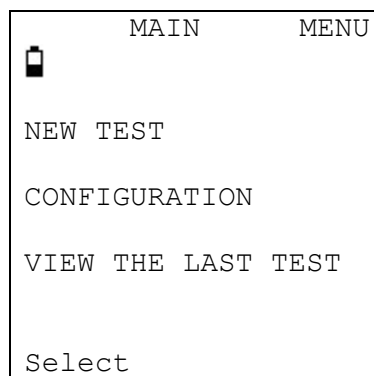 MAIN MENU
NEW TEST
CONFIGURATION
VIEW THE LAST TEST
Select